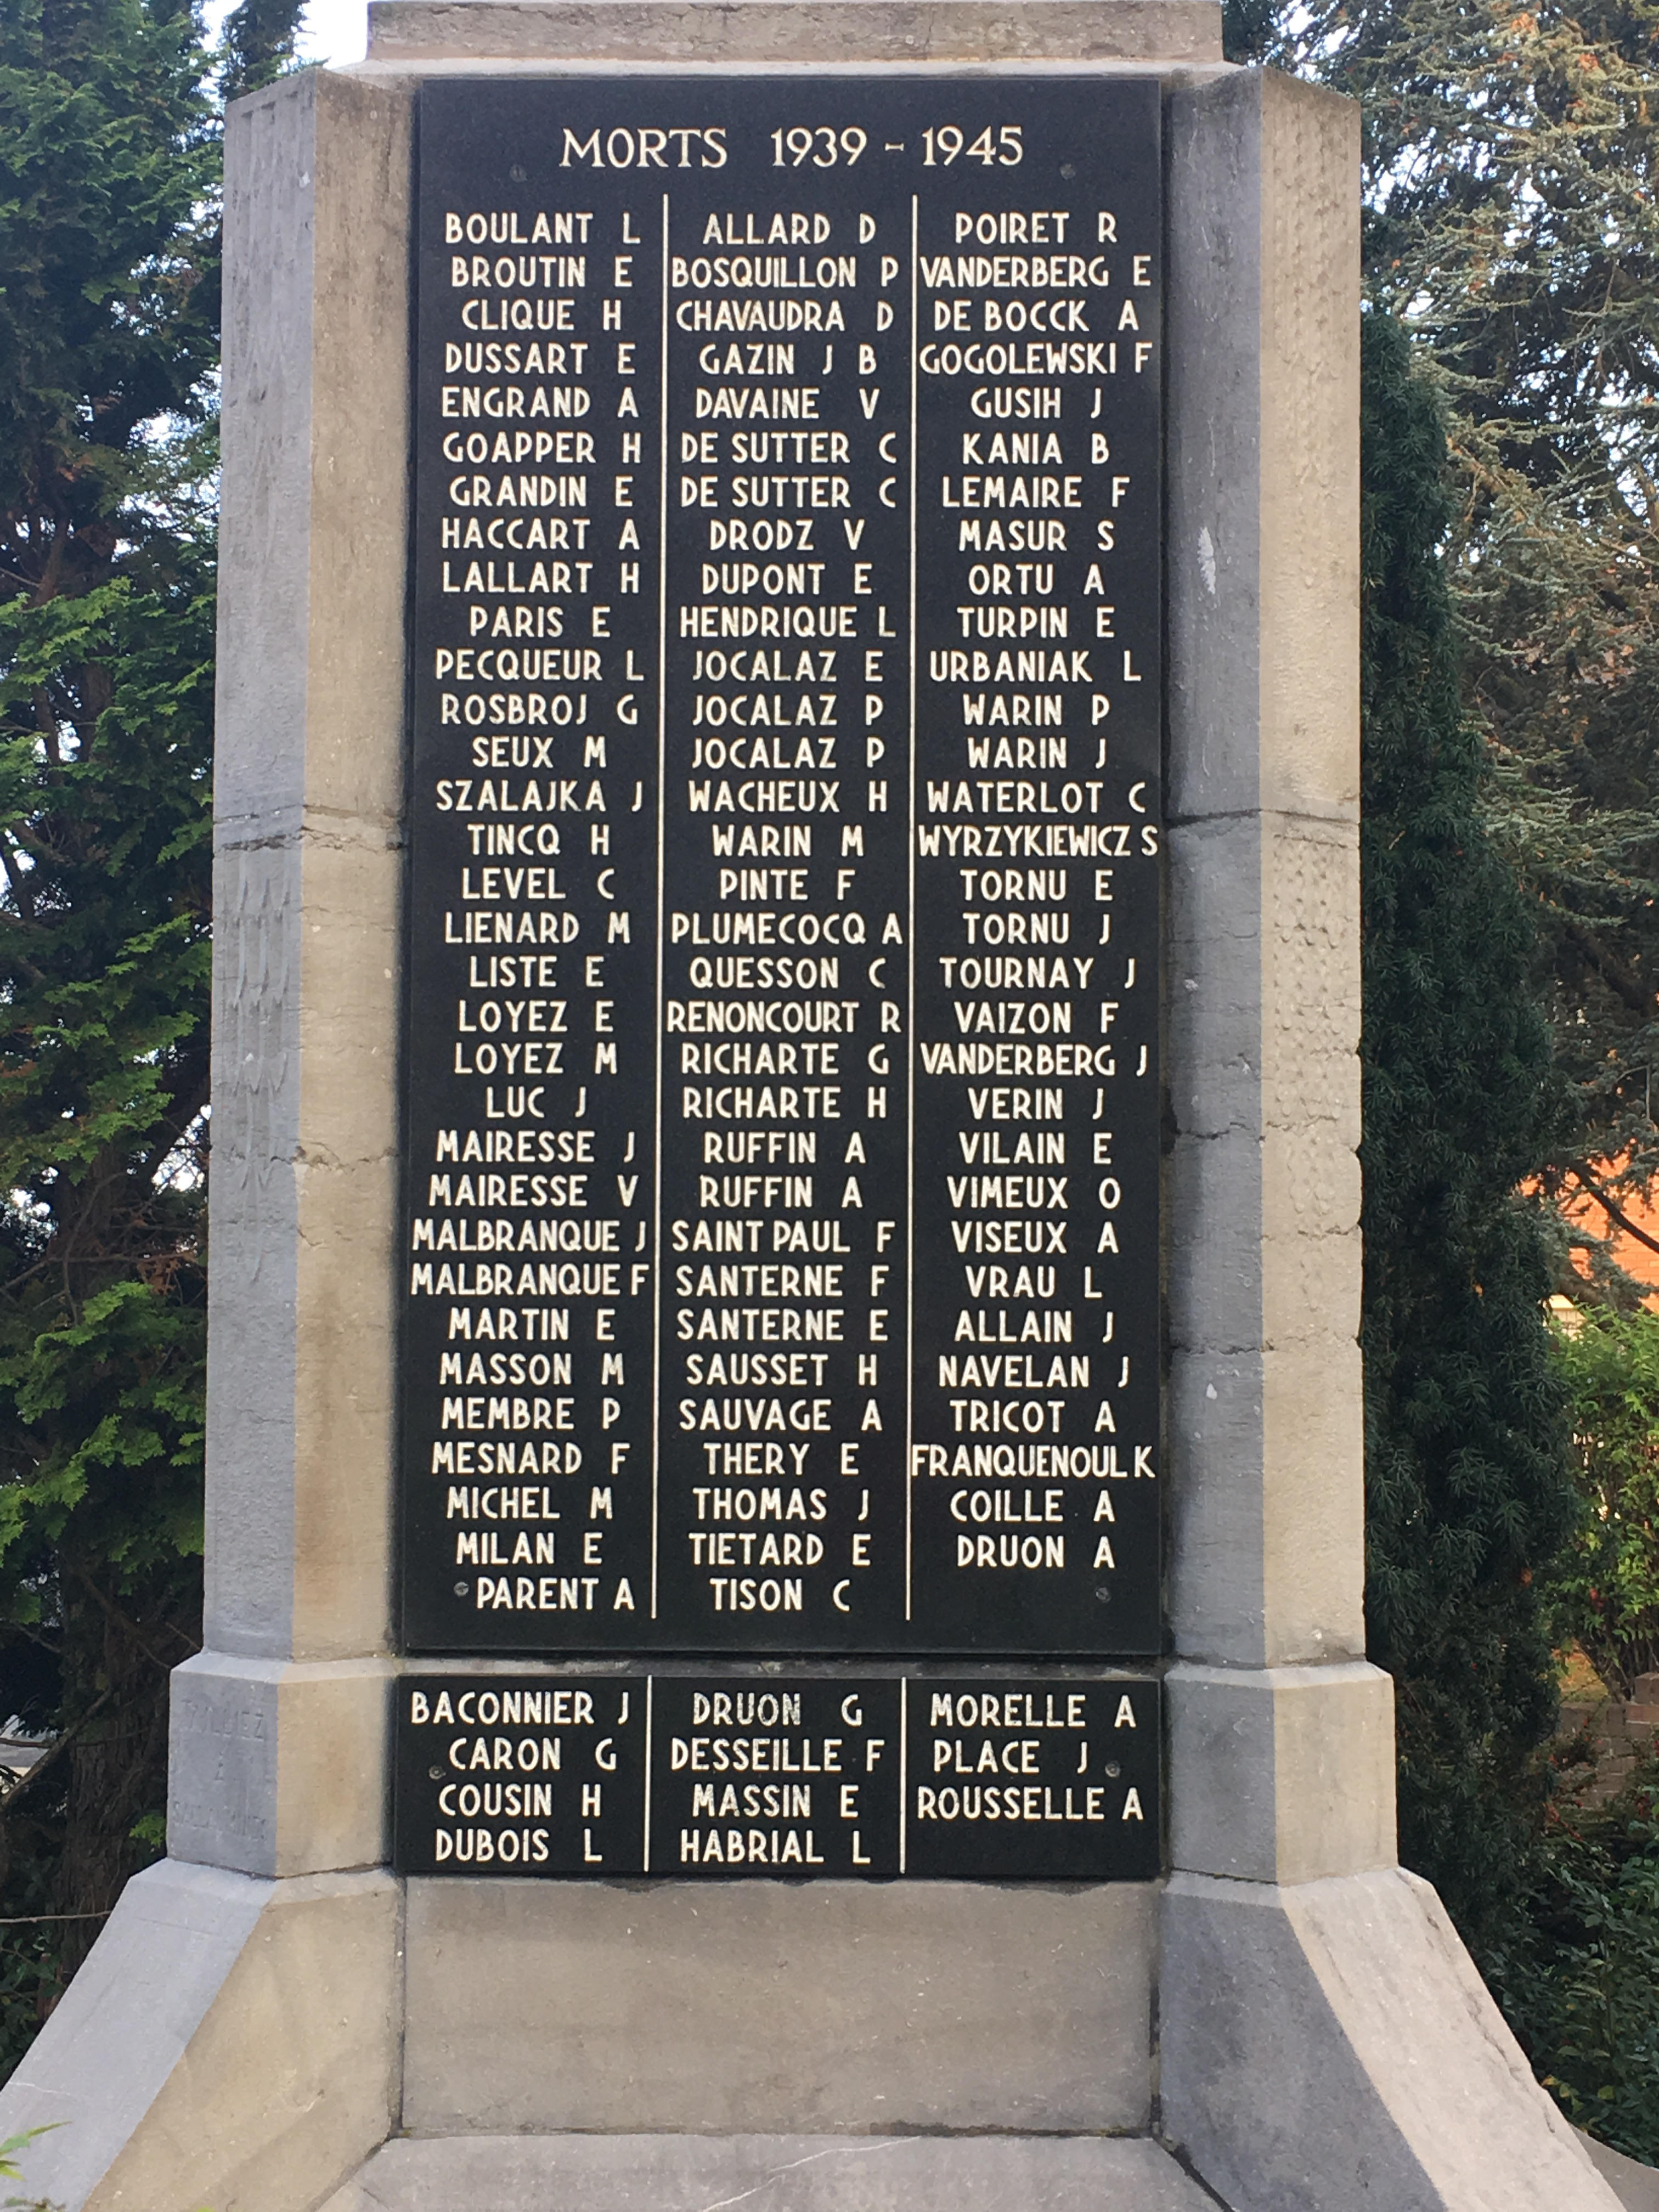 MORTS 1939 - 1945
BOULANT L
BROUTIN E
CLIQUE H
DUSSART E
ENGRAND A
GOAPPER H
GRANDIN E
HACCART A
LALLART H
PARIS E
PECQUEUR L
ROSBROJ G
SEUX M
SZALAJKA J
TINCQ H
LEVEL C
LIENARD M
LISTE E
LOYEZ E
LOYEZ M
LUC J
MAIRESSE J
MAIRESSE V
MALBRANQUE J
MALBRANQUE F
MARTIN E
MASSON M
MEMBRE P
MESNARD F
MICHEL M
MILAN E
PARENT A
ALLARD D
BOSQUILLON P
CHAVAUDRA D
GAZIN J B
DAVAINE V
DE SUTTER C
DE SUTTER C
DRODZ V
DUPONT E
HENDRIQUE L
JOCALAZ E
JOCALAZ P
JOCALAZ P
WACHEUX H
WARIN M
PINTE F
PLUMECOCQ A
QUESSON C
RENONCOURT R
RICHARTE G
RICHARTE H
RUFFIN A
RUFFIN A
SAINT PAUL F
SANTERNE F
SANTERNE E
SAUSSET H
SAUVAGE A
THERY E
THOMAS J
TIETARD E
TISON C
POIRET R
VANDERBERG E
DE BOCCK A
GOGOLEWSKI F
GUSIH J
KANIA B
LEMAIRE F
MASUR S
ORTU A
TURPIN E
URBANIAK L
WARIN P
WARIN J
WATERLOT C
WYRZYKIEWICZ S
TORNU E
TORNU J
TOURNAY J
VAIZON F
VANDERBERG J
VERIN J
VILAIN E
VIMEUX O
VISEUX A
VRAU L
ALLAIN J
NAVELAN J
TRICOT A
FRANQUENOUL K
COILLE A
DRUON A
BACONNIER J
CARON G
COUSIN H
DUBOIS L
DRUON G
DESSEILLE F
MASSIN E
HABRIAL L
MORELLE A
PLACE J
ROUSSELLE A